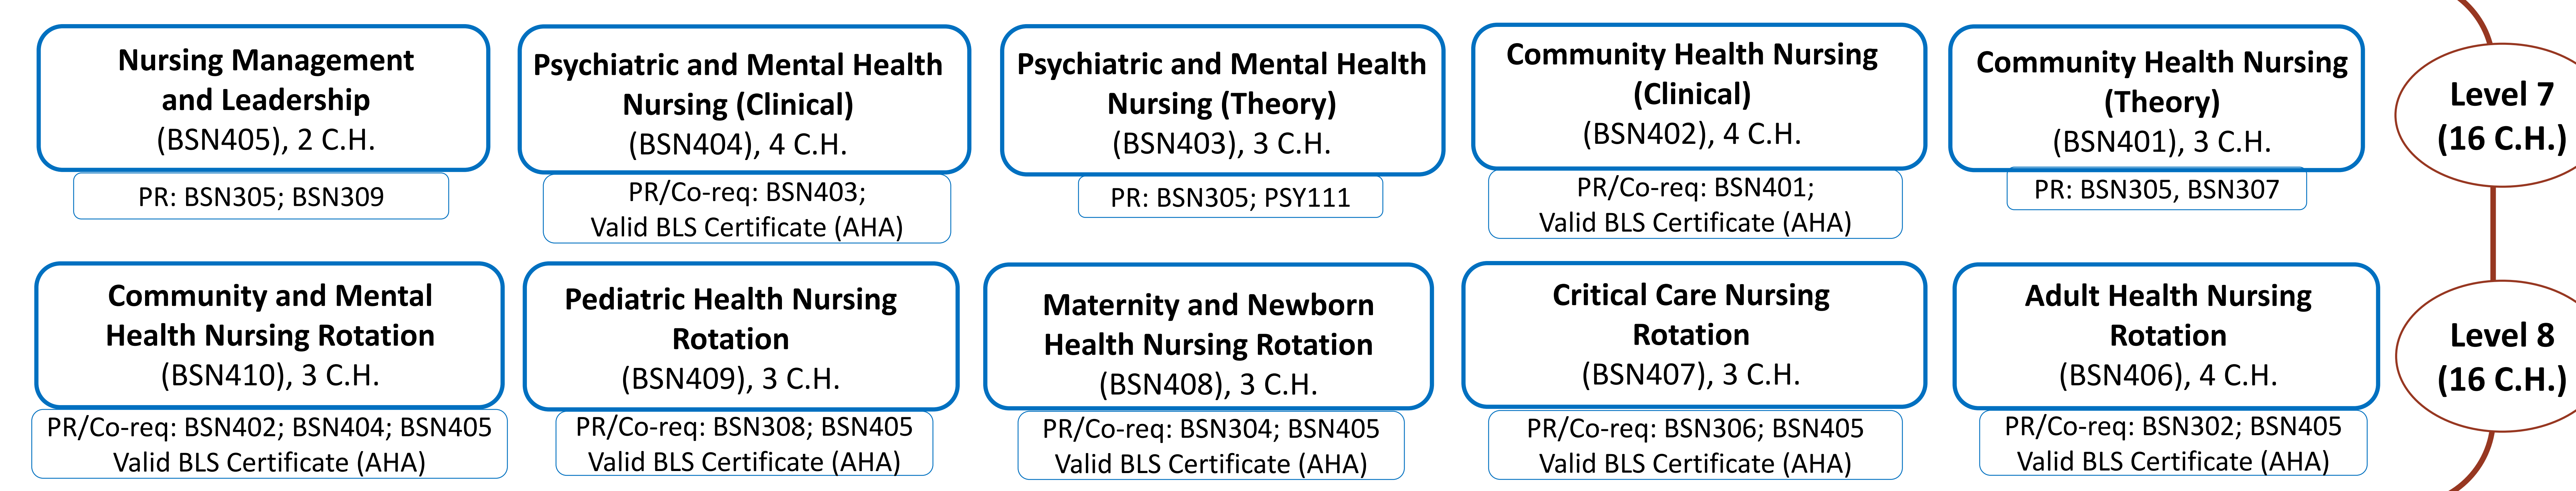 Nursing Management
and Leadership
(BSN405), 2 C.H.
PR: BSN305; BSN309
Psychiatric and Mental Health
Nursing (Clinical)
(BSN404), 4 C.H.
PR/Co-req: BSN403;
Valid BLS Certificate (AHA)
Psychiatric and Mental Health
Nursing (Theory)
(BSN403), 3 C.H.
PR: BSN305; PSY111
Community Health Nursing
(Clinical)
(BSN402), 4 C.H.
PR/Co-req: BSN401;
Valid BLS Certificate (AHA)
Community Health Nursing
(Theory)
(BSN401), 3 C.H.
PR: BSN305, BSN307
Level 7
(16 C.H.)
Community and Mental
Health Nursing Rotation
(BSN410), 3 C.H.
PR/Co-req: BSN402; BSN404; BSN405
Valid BLS Certificate (AHA)
Pediatric Health Nursing
Rotation
(BSN409), 3 C.H.
PR/Co-req: BSN308; BSN405
Valid BLS Certificate (AHA)
Maternity and Newborn
Health Nursing Rotation
(BSN408), 3 C.H.
PR/Co-req: BSN304; BSN405
Valid BLS Certificate (AHA)
Critical Care Nursing
Rotation
(BSN407), 3 C.H.
PR/Co-req: BSN306; BSN405
Valid BLS Certificate (AHA)
Adult Health Nursing
Rotation
(BSN406), 4 C.H.
PR/Co-req: BSN302; BSN405
Valid BLS Certificate (AHA)
Level 8
(16 C.H.)